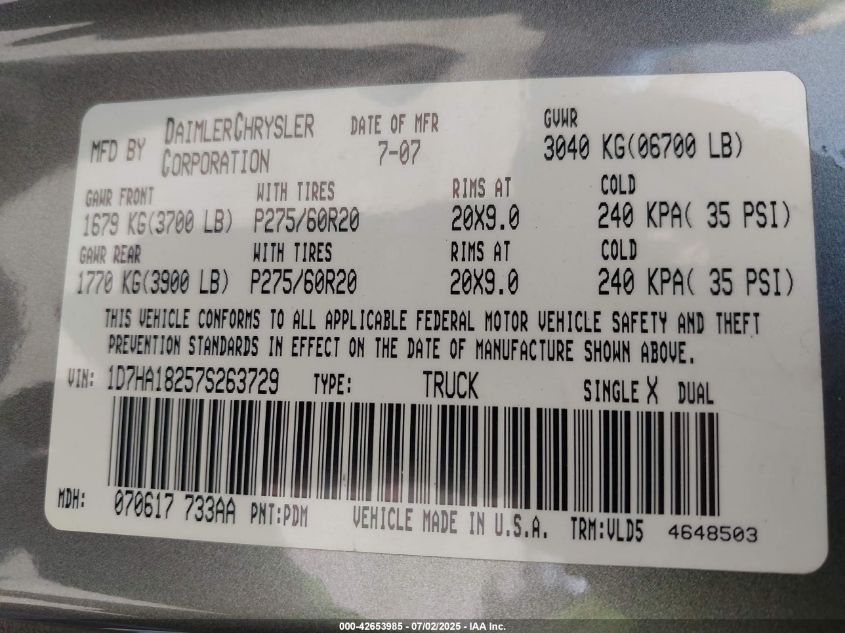 MFD BY DAIMLERCHRYSLER CORPORATION DATE OF MFR 7-07 GVWR 3040 KG(06700 LB)
GAWR FRONT WITH TIRES RIMS AT COLD
1679 KG(3700 LB) P275/60R20 20X9.0 240 KPA( 35 PSI)
GAWR REAR WITH TIRES RIMS AT COLD
1770 KG(3900 LB) P275/60R20 20X9.0 240 KPA( 35 PSI)
THIS VEHICLE CONFORMS TO ALL APPLICABLE FEDERAL MOTOR VEHICLE SAFETY AND THEFT
PREVENTION STANDARDS IN EFFECT ON THE DATE OF MANUFACTURE SHOWN ABOVE.
VIN: 1D7HA18257S263729 TYPE: TRUCK SINGLE X DUAL
MDH: 070617 733AA PNT:PDM VEHICLE MADE IN U.S.A. TRM:VLD5 4648503
000-42653985 - 07/02/2025 - IAA Inc.